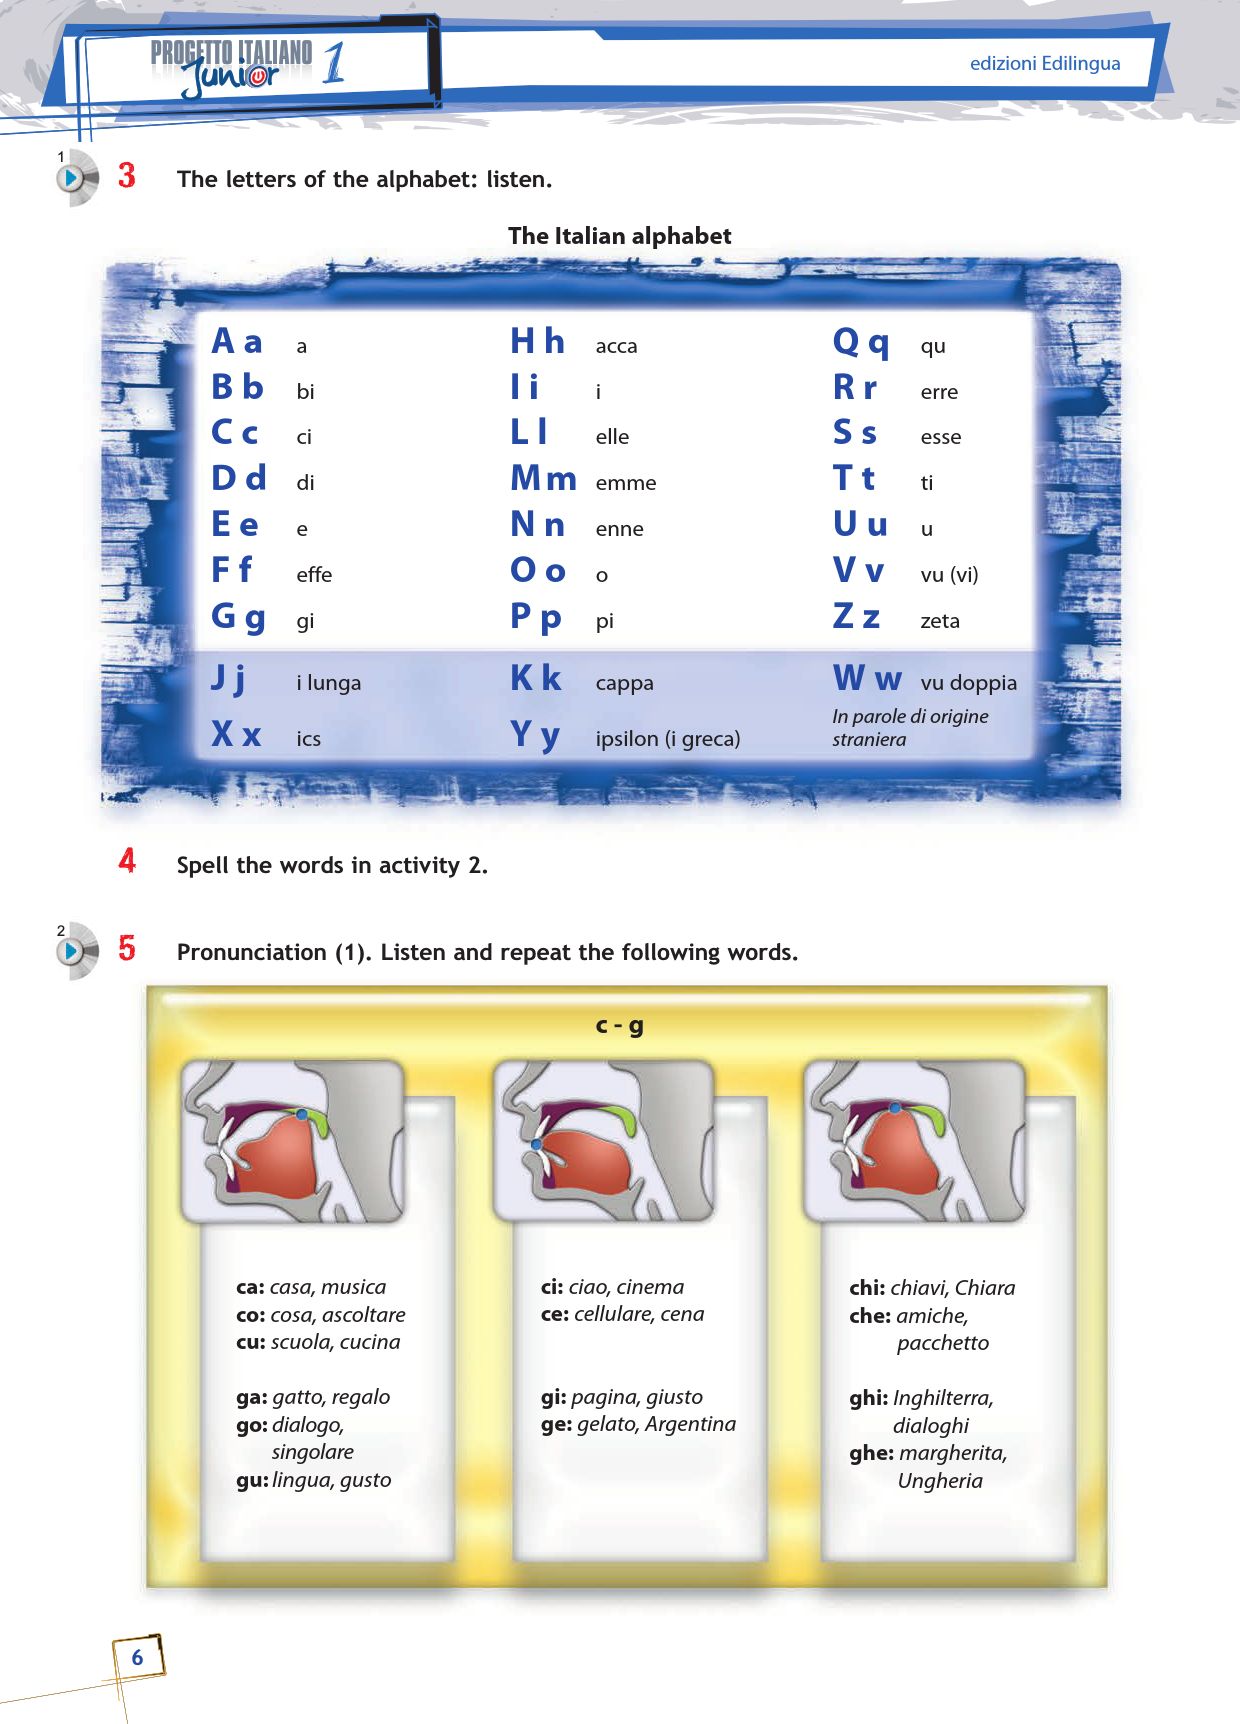 PROGETTO ITALIANO
Junior 1
edizioni Edilingua
1
3 The letters of the alphabet: listen.
The Italian alphabet
A a a H h acca Q q qu
B b bi I i i R r erre
C c ci L l elle S s esse
D d di M m emme T t ti
E e e N n enne U u u
F f effe O o o V v vu (vi)
G g gi P p pi Z z zeta
J j i lunga K k cappa W w vu doppia
X x ics Y y ipsilon (i greca)
In parole di origine
straniera
4 Spell the words in activity 2.
2
5 Pronunciation (1). Listen and repeat the following words.
c - g
ca: casa, musica
co: cosa, ascoltare
cu: scuola, cucina
ga: gatto, regalo
go: dialogo,
singolare
gu: lingua, gusto
ci: ciao, cinema
ce: cellulare, cena
gi: pagina, giusto
ge: gelato, Argentina
chi: chiavi, Chiara
che: amiche,
pacchetto
ghi: Inghilterra,
dialoghi
ghe: margherita,
Ungheria
6